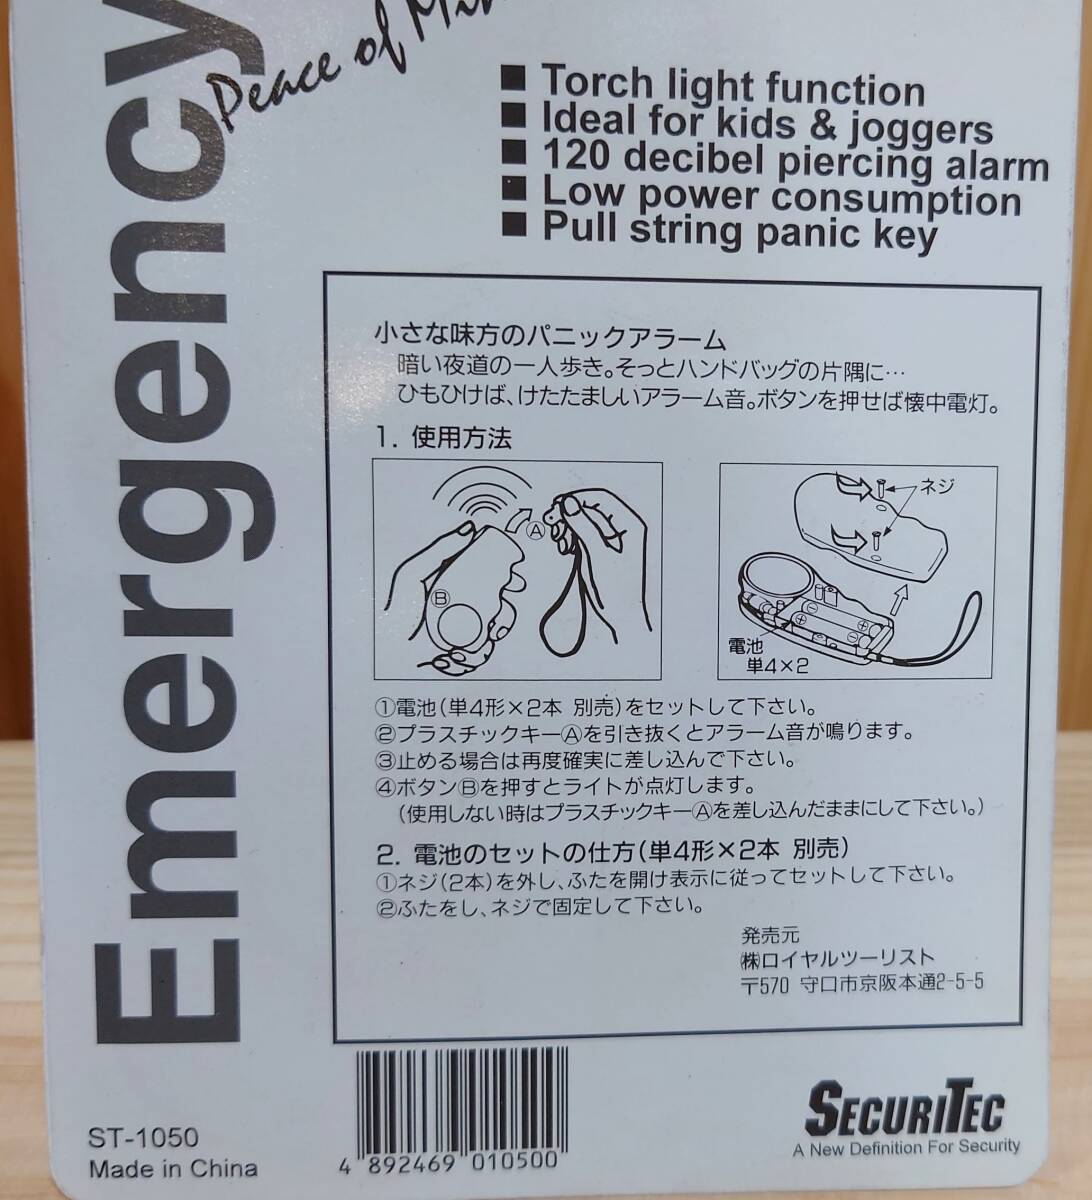 Emergency
Peace of
■ Torch light function
■ Ideal for kids & joggers
■ 120 decibel piercing alarm
■ Low power consumption
■ Pull string panic key
小さな味方のパニックアラーム
暗い夜道の一人歩き。そっとハンドバッグの片隅に…
ひもひけば、けたたましいアラーム音。ボタンを押せば懐中電灯。
1. 使用方法
Ⓐ
Ⓑ
ネジ
電池
単4×2
①電池(単4形×2本 別売)をセットして下さい。
②プラスチックキーⒶを引き抜くとアラーム音が鳴ります。
③止める場合は再度確実に差し込んで下さい。
④ボタンⒷを押すとライトが点灯します。
(使用しない時はプラスチックキーⒶを差し込んだままにして下さい。)
2. 電池のセットの仕方(単4形×2本 別売)
①ネジ(2本)を外し、ふたを開け表示に従ってセットして下さい。
②ふたをし、ネジで固定して下さい。
発売元
㈱ロイヤルツーリスト
〒570 守口市京阪本通2-5-5
ST-1050
Made in China
4 892469 010500
SECURITEC
A New Definition For Security